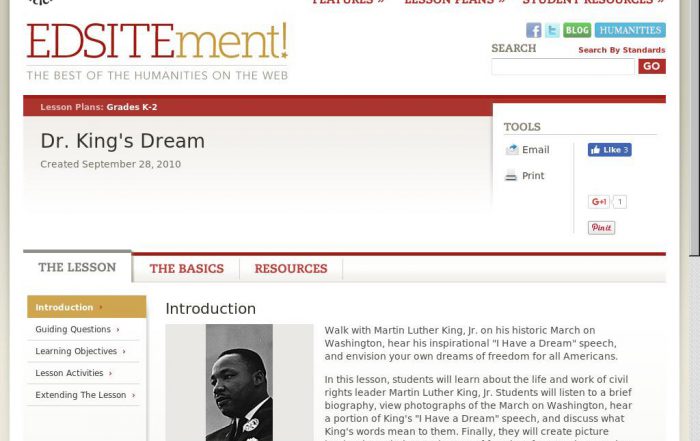 FEATURES » LESSON PLANS » STUDENT RESOURCES »
EDSITEment!
THE BEST OF THE HUMANITIES ON THE WEB
BLOG HUMANITIES
SEARCH Search By Standards
GO
Lesson Plans: Grades K-2
Dr. King's Dream
Created September 28, 2010
TOOLS
Email
Like 3
Print
G+1 1
Pin it
THE LESSON THE BASICS RESOURCES
Introduction ›
Guiding Questions ›
Learning Objectives ›
Lesson Activities ›
Extending The Lesson ›
Introduction
Walk with Martin Luther King, Jr. on his historic March on
Washington, hear his inspirational "I Have a Dream" speech,
and envision your own dreams of freedom for all Americans.
In this lesson, students will learn about the life and work of civil
rights leader Martin Luther King, Jr. Students will listen to a brief
biography, view photographs of the March on Washington, hear
a portion of King's "I Have a Dream" speech, and discuss what
King's words mean to them. Finally, they will create picture